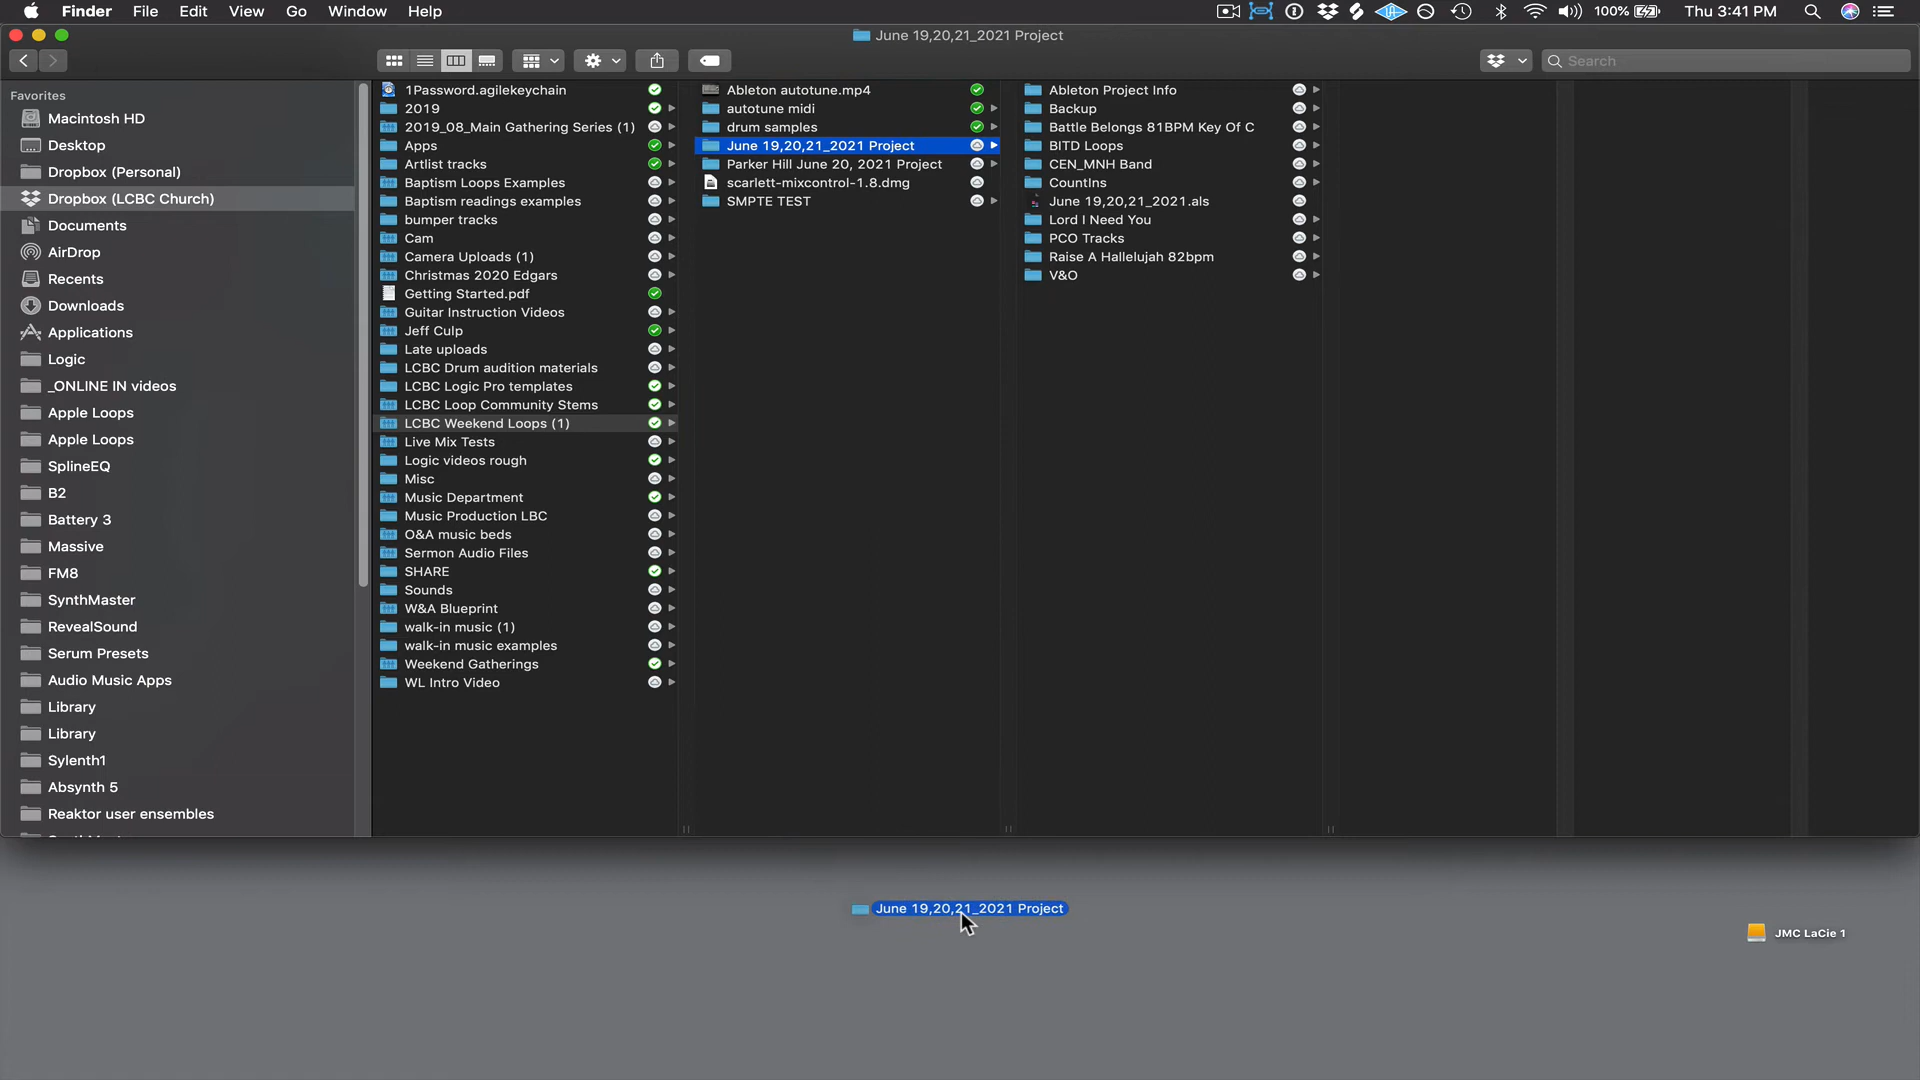 Finder File Edit View Go Window Help
100% Thu 3:41 PM
June 19,20,21_2021 Project
Search
Favorites
Macintosh HD
Desktop
Dropbox (Personal)
Dropbox (LCBC Church)
Documents
AirDrop
Recents
Downloads
Applications
Logic
_ONLINE IN videos
Apple Loops
Apple Loops
SplineEQ
B2
Battery 3
Massive
FM8
SynthMaster
RevealSound
Serum Presets
Audio Music Apps
Library
Library
Sylenth1
Absynth 5
Reaktor user ensembles
1Password.agilekeychain
2019
2019_08_Main Gathering Series (1)
Apps
Artlist tracks
Baptism Loops Examples
Baptism readings examples
bumper tracks
Cam
Camera Uploads (1)
Christmas 2020 Edgars
Getting Started.pdf
Guitar Instruction Videos
Jeff Culp
Late uploads
LCBC Drum audition materials
LCBC Logic Pro templates
LCBC Loop Community Stems
LCBC Weekend Loops (1)
Live Mix Tests
Logic videos rough
Misc
Music Department
Music Production LBC
O&A music beds
Sermon Audio Files
SHARE
Sounds
W&A Blueprint
walk-in music (1)
walk-in music examples
Weekend Gatherings
WL Intro Video
Ableton autotune.mp4
autotune midi
drum samples
June 19,20,21_2021 Project
Parker Hill June 20, 2021 Project
scarlett-mixcontrol-1.8.dmg
SMPTE TEST
Ableton Project Info
Backup
Battle Belongs 81BPM Key Of C
BITD Loops
CEN_MNH Band
CountIns
June 19,20,21_2021.als
Lord I Need You
PCO Tracks
Raise A Hallelujah 82bpm
V&O
June 19,20,21_2021 Project
JMC LaCie 1